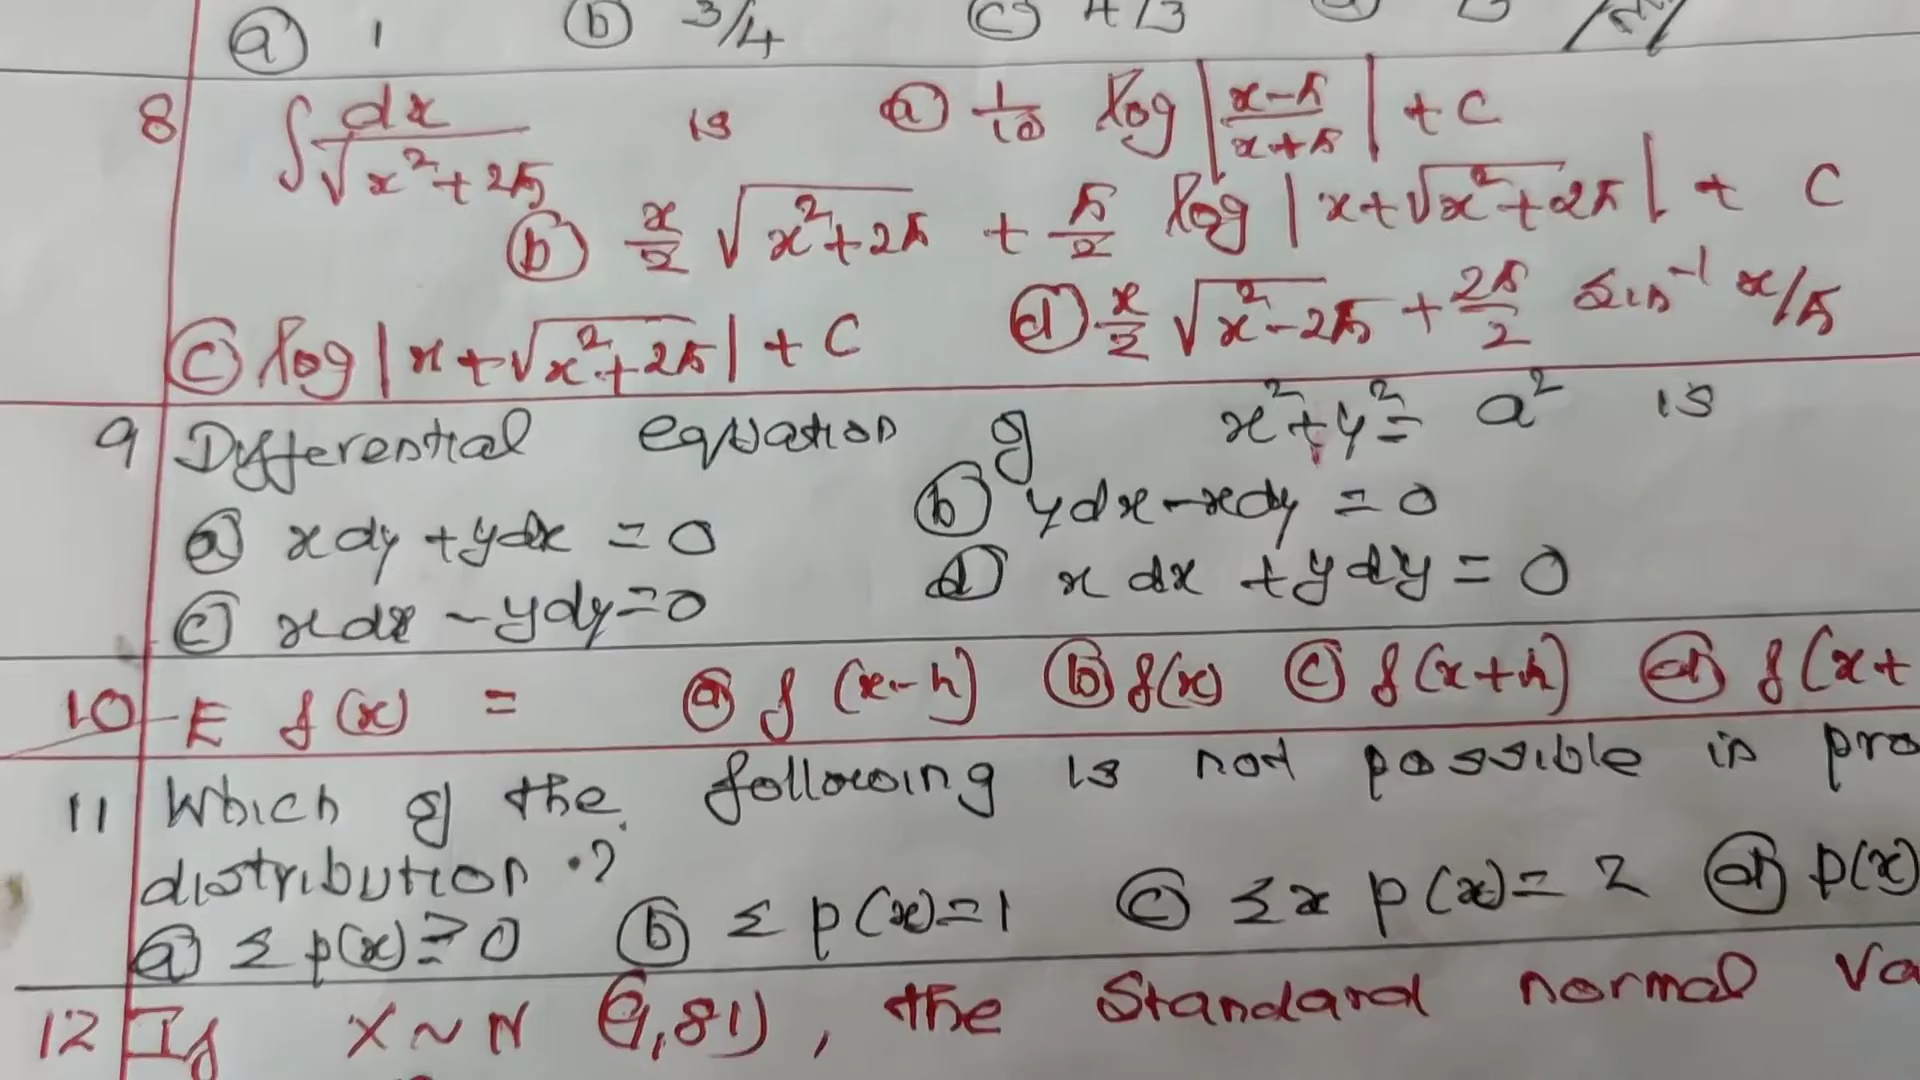 ⓐ 1 ⓑ 3/4 ⓒ 4/3
8 ∫ dx/√(x²+25) is ⓐ 1/10 log |(x-5)/(x+5)| + C
ⓑ x/2 √(x²+25) + 5/2 log |x+√(x²+25)| + C
ⓒ log |x+√(x²+25)| + C ⓓ x/2 √(x²-25) + 25/2 sin⁻¹ x/5
9 Differential equation of x²+y²= a² is
ⓐ xdy +ydx = 0 ⓑ ydx-xdy = 0
ⓒ xdx - ydy=0 ⓓ x dx + ydy = 0
10 E f(x) = ⓐ f (x-h) ⓑ f(x) ⓒ f(x+h) ⓓ f(x+
11 Which of the following is not possible in pro
distribution ?
ⓐ Σ p(x) ≥ 0 ⓑ Σ p(x)=1 ⓒ Σx p(x)= 2 ⓓ p(x)
12 If X ~ N (9,81), the Standard normal va